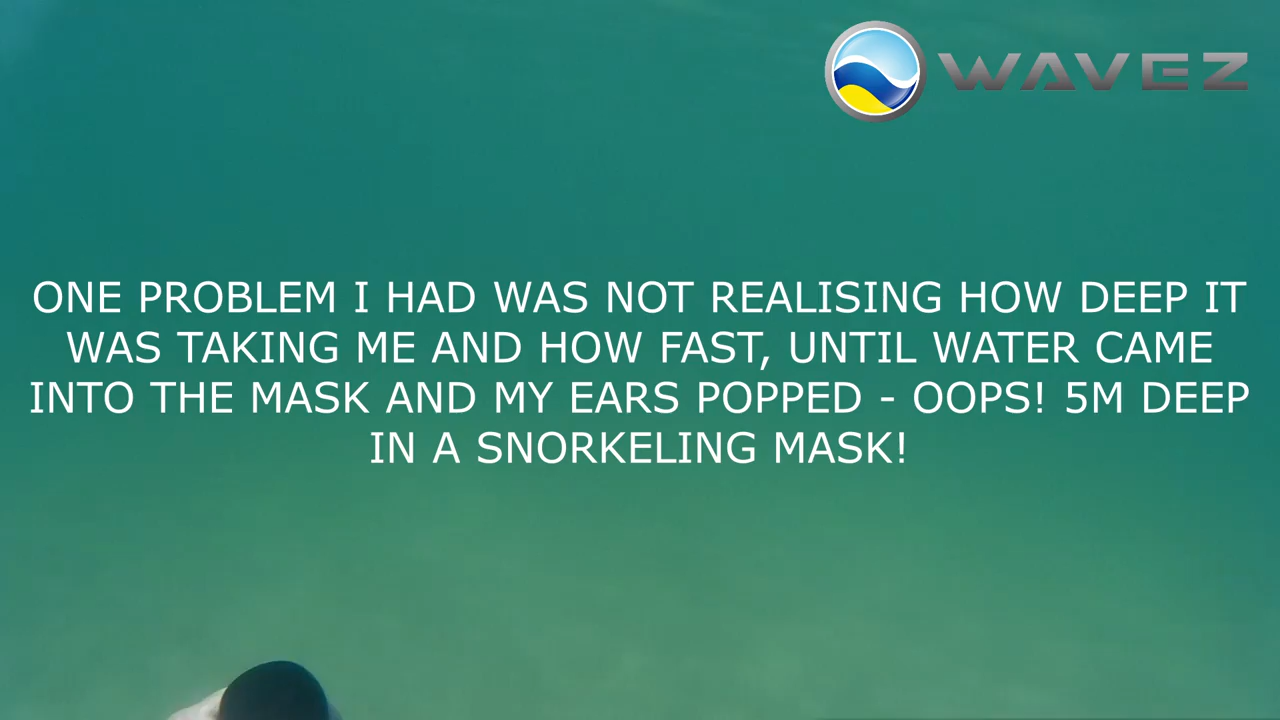 WAVEZ
ONE PROBLEM I HAD WAS NOT REALISING HOW DEEP IT
WAS TAKING ME AND HOW FAST, UNTIL WATER CAME
INTO THE MASK AND MY EARS POPPED - OOPS! 5M DEEP
IN A SNORKELING MASK!